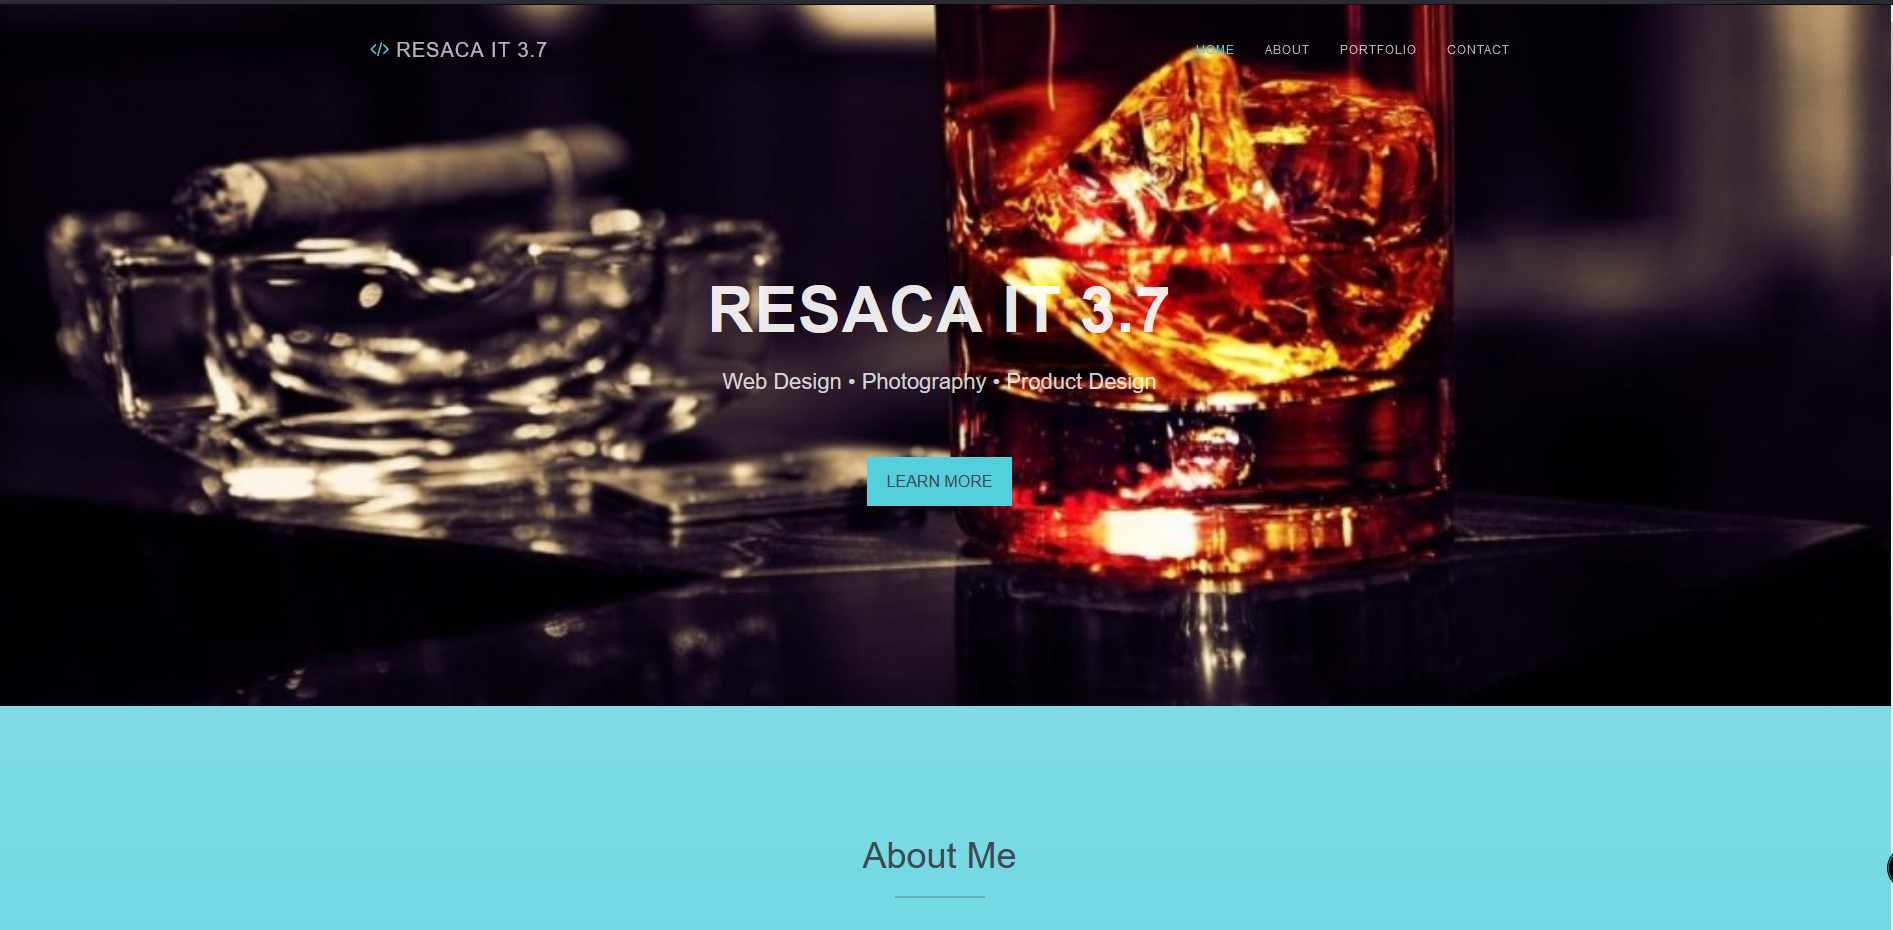 </> RESACA IT 3.7
HOME ABOUT PORTFOLIO CONTACT
RESACA IT 3.7
Web Design • Photography • Product Design
LEARN MORE
About Me